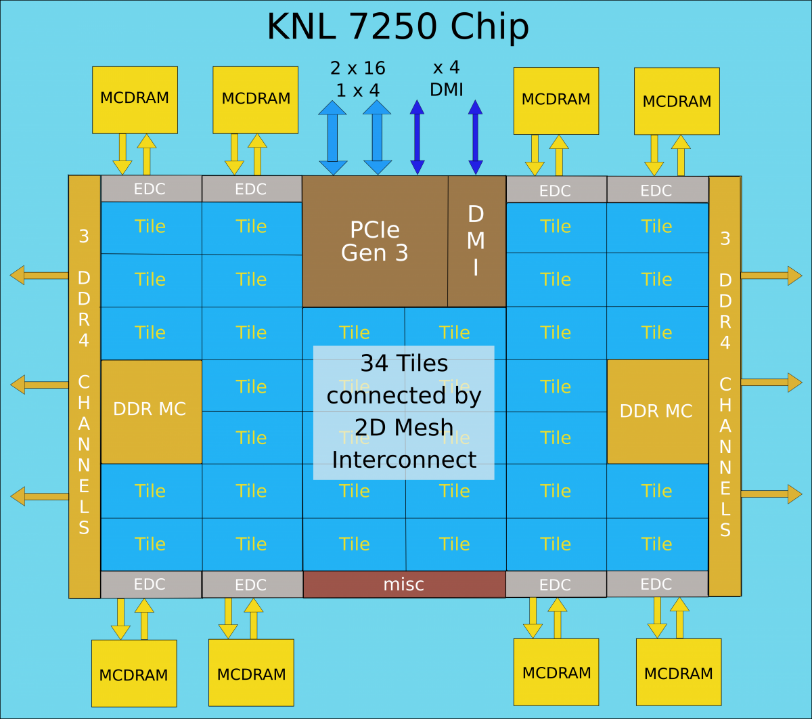 KNL 7250 Chip
2 x 16
1 x 4
x 4
DMI
MCDRAM
MCDRAM
MCDRAM
MCDRAM
EDC
EDC
EDC
EDC
3 DDR4 CHANNELS
PCIe
Gen 3
DMI
3 DDR4 CHANNELS
Tile
Tile
Tile
Tile
Tile
Tile
Tile
Tile
Tile
Tile
Tile
Tile
Tile
Tile
DDR MC
Tile
Tile
DDR MC
Tile
Tile
34 Tiles
connected by
2D Mesh
Interconnect
Tile
Tile
Tile
Tile
Tile
Tile
Tile
Tile
Tile
Tile
Tile
Tile
EDC
EDC
misc
EDC
EDC
MCDRAM
MCDRAM
MCDRAM
MCDRAM